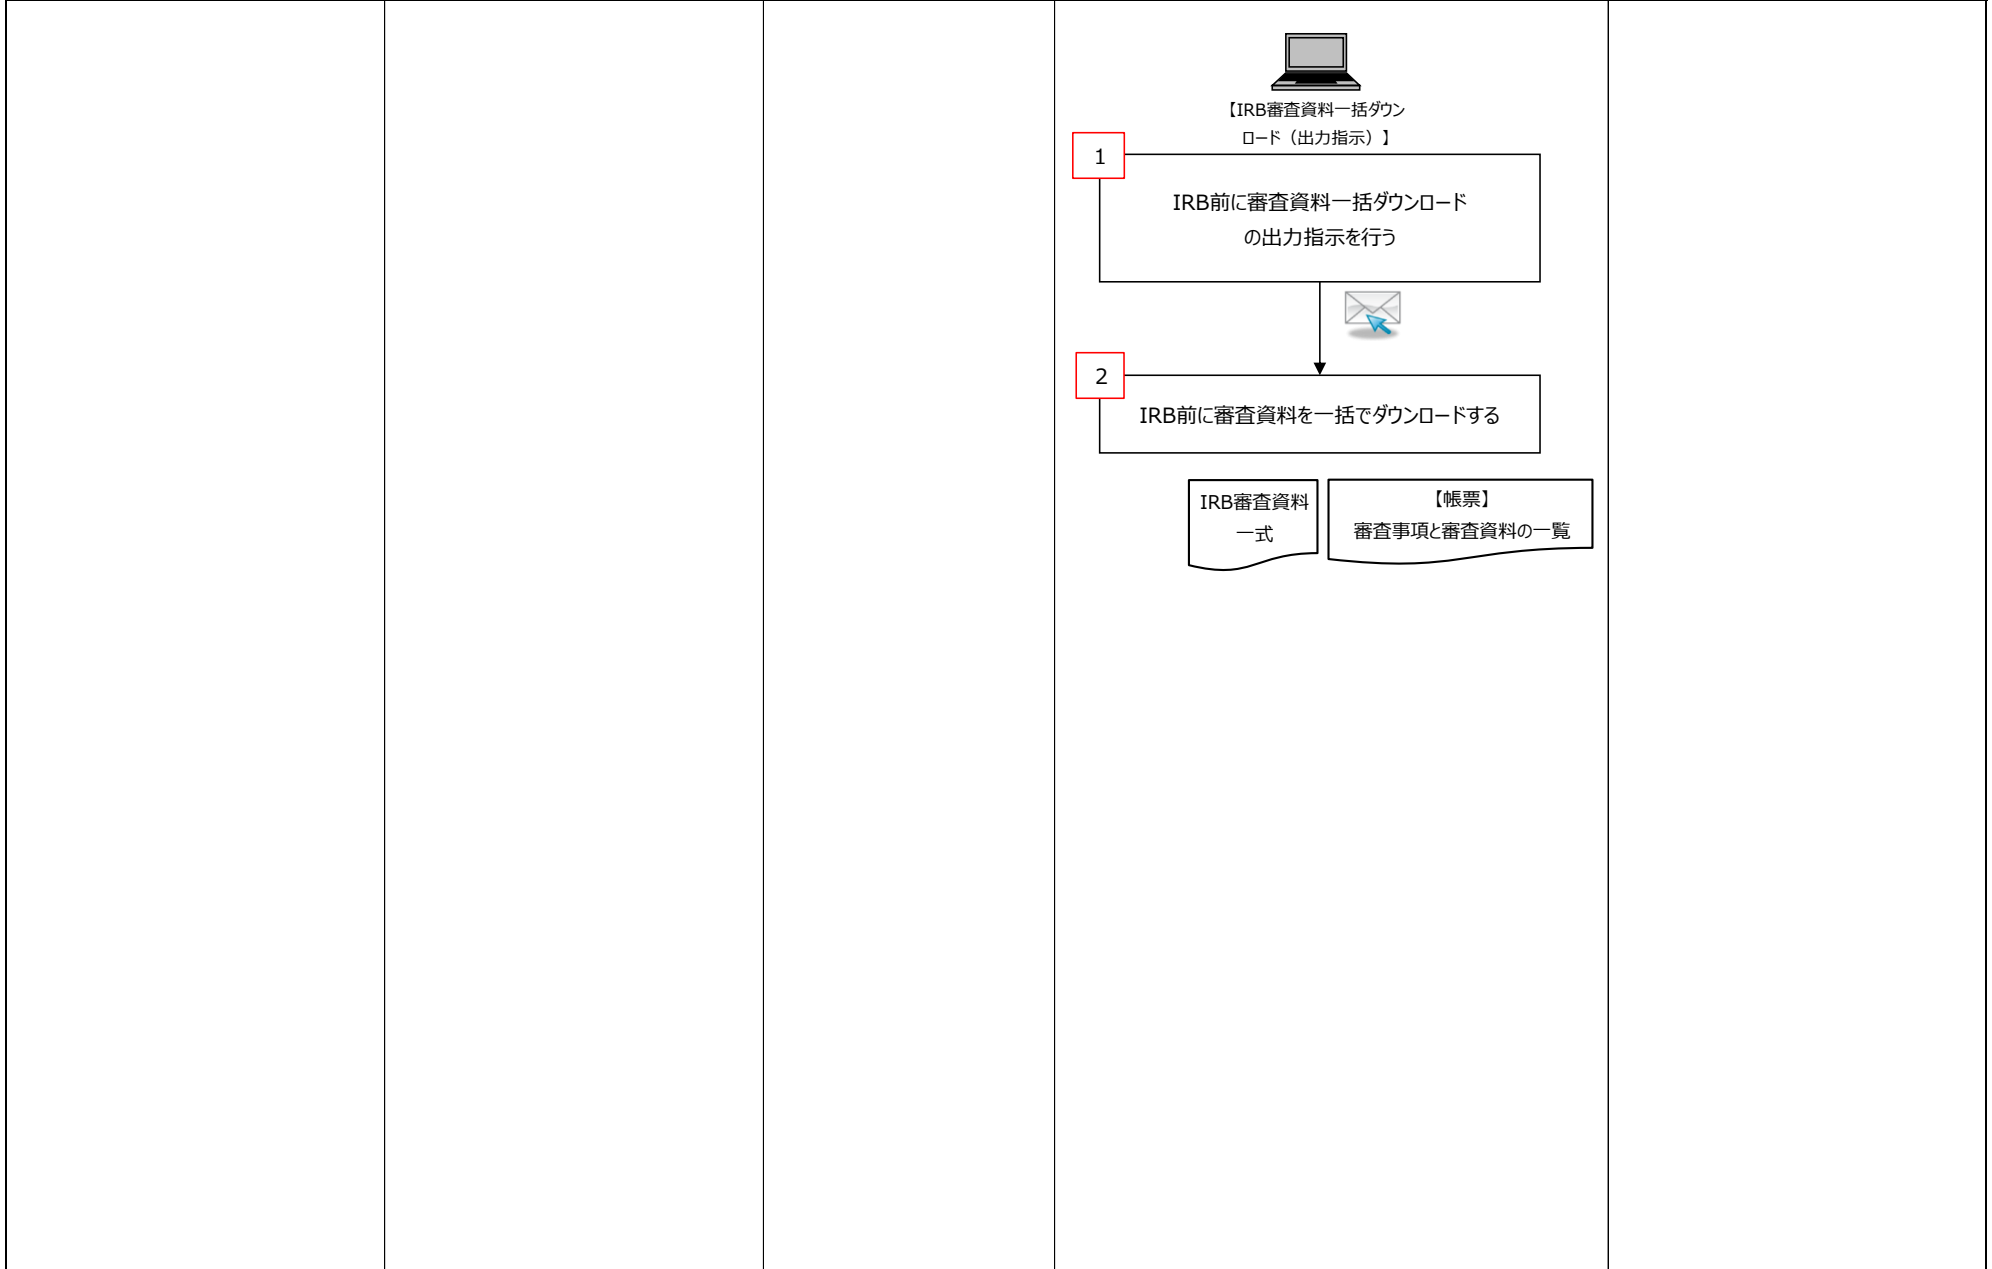 【IRB審査資料一括ダウン
ロード（出力指示）】
1
IRB前に審査資料一括ダウンロード
の出力指示を行う
2
IRB前に審査資料を一括でダウンロードする
IRB審査資料
一式
【帳票】
審査事項と審査資料の一覧